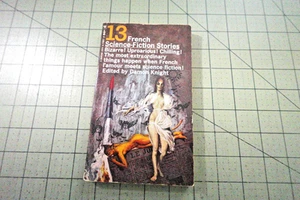 13 French
Science-Fiction Stories
Bizarre! Uproarious! Chilling!
The most extraordinary
things happen when French
l'amour meets science fiction!
Edited by Damon Knight